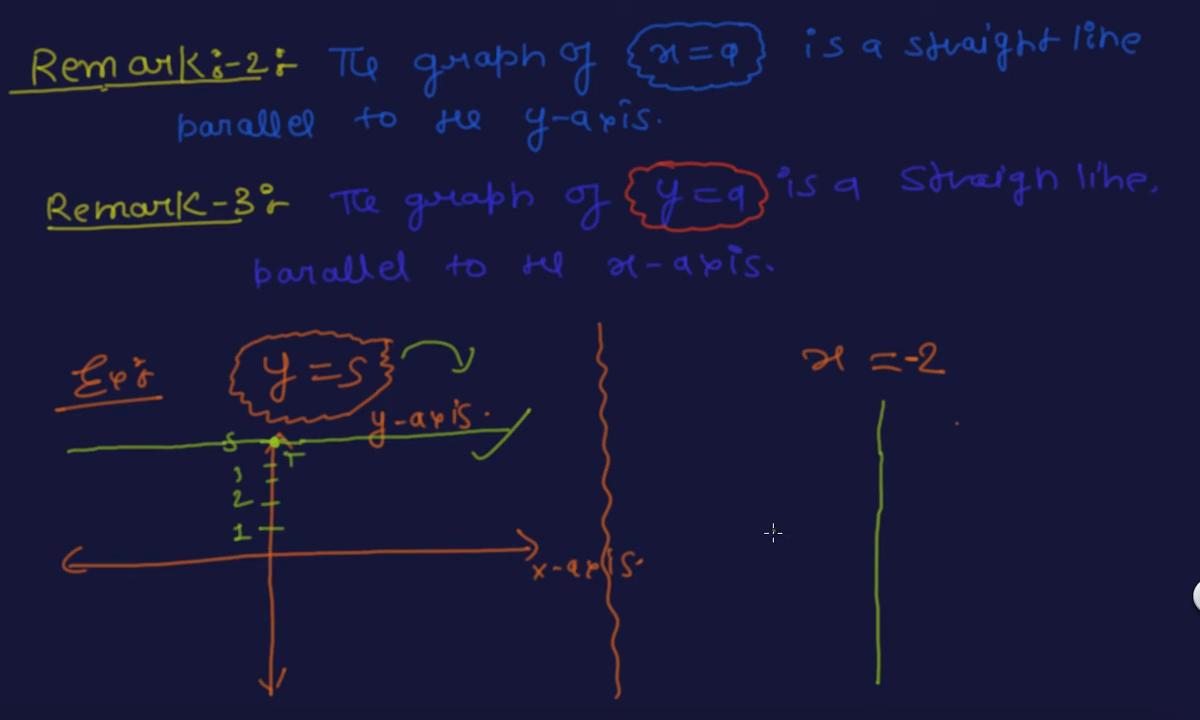 Remark:-2:- The graph of x=a is a straight line
parallel to the y-axis.
Remark-3:- The graph of y=a is a straigh line.
parallel to the x-axis.
Ex:
y=5
x=-2
y-axis.
5
3
2
1
x-axis.